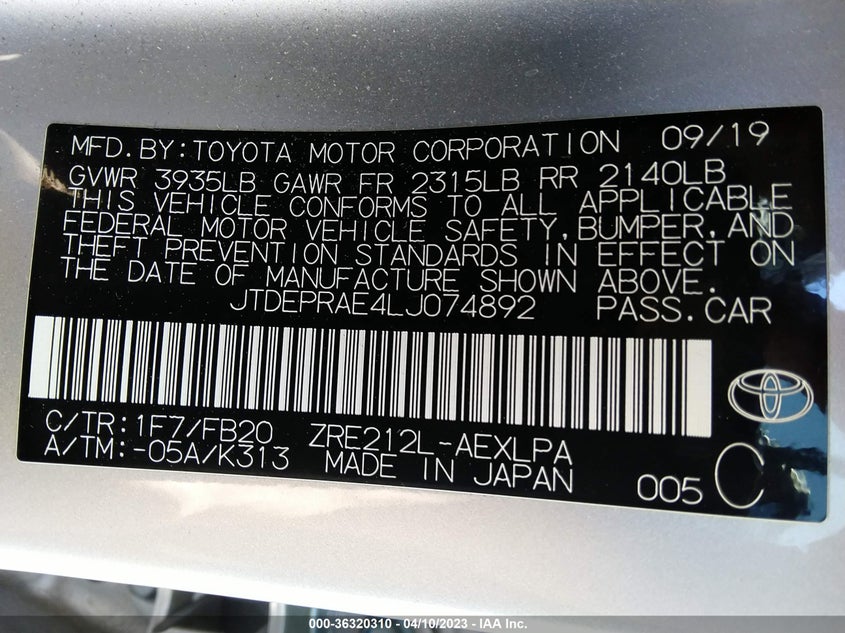 MFD.BY:TOYOTA MOTOR CORPORATION 09/19
GVWR 3935LB GAWR FR 2315LB RR 2140LB
THIS VEHICLE CONFORMS TO ALL APPLICABLE
FEDERAL MOTOR VEHICLE SAFETY,BUMPER,AND
THEFT PREVENTION STANDARDS IN EFFECT ON
THE DATE OF MANUFACTURE SHOWN ABOVE.
JTDEPRAE4LJ074892 PASS.CAR
C/TR:1F7/FB20 ZRE212L-AEXLPA
A/TM:-05A/K313 MADE IN JAPAN
005 C
000-36320310 - 04/10/2023 - IAA Inc.